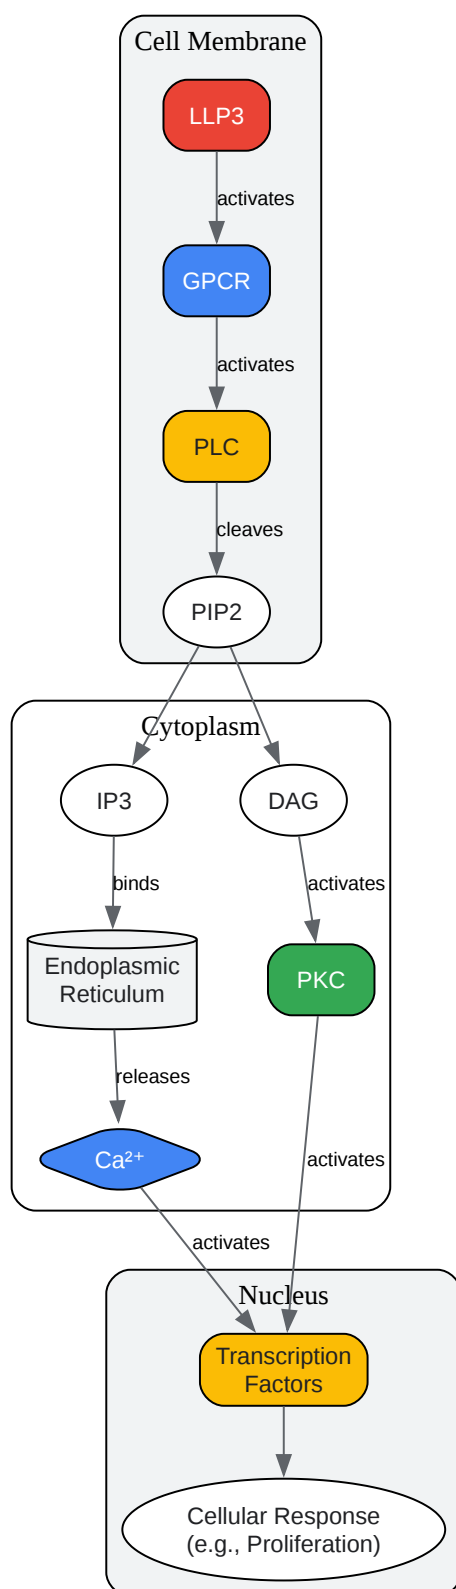 Cell Membrane
LLP3
activates
GPCR
activates
PLC
cleaves
PIP2
Cytoplasm
IP3
DAG
binds
activates
Endoplasmic
Reticulum
PKC
releases
Ca²⁺
activates
activates
Nucleus
Transcription
Factors
Cellular Response
(e.g., Proliferation)